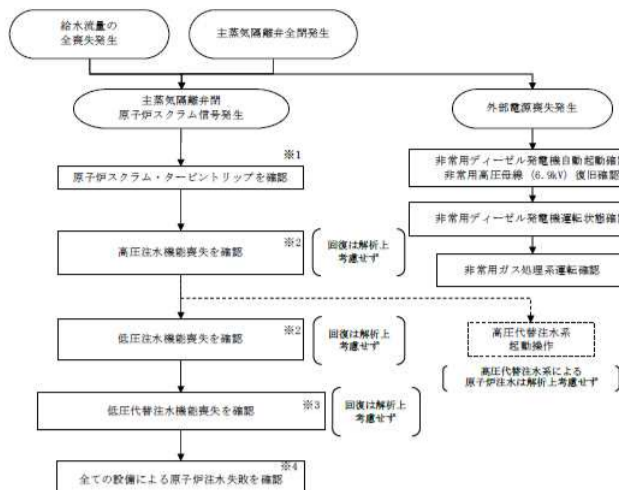 給水流量の
全喪失発生
主蒸気隔離弁全閉発生
主蒸気隔離弁閉
原子炉スクラム信号発生
外部電源喪失発生
※1
原子炉スクラム・タービントリップを確認
非常用ディーゼル発電機自動起動確認
非常用高圧母線 (6.9kV) 復旧確認
非常用ディーゼル発電機運転状態確認
※2
高圧注水機能喪失を確認
回復は解析上
考慮せず
非常用ガス処理系運転確認
※2
低圧注水機能喪失を確認
回復は解析上
考慮せず
高圧代替注水系
起動操作
高圧代替注水系による
原子炉注水は解析上考慮せず
※3
低圧代替注水機能喪失を確認
回復は解析上
考慮せず
※4
全ての設備による原子炉注水失敗を確認